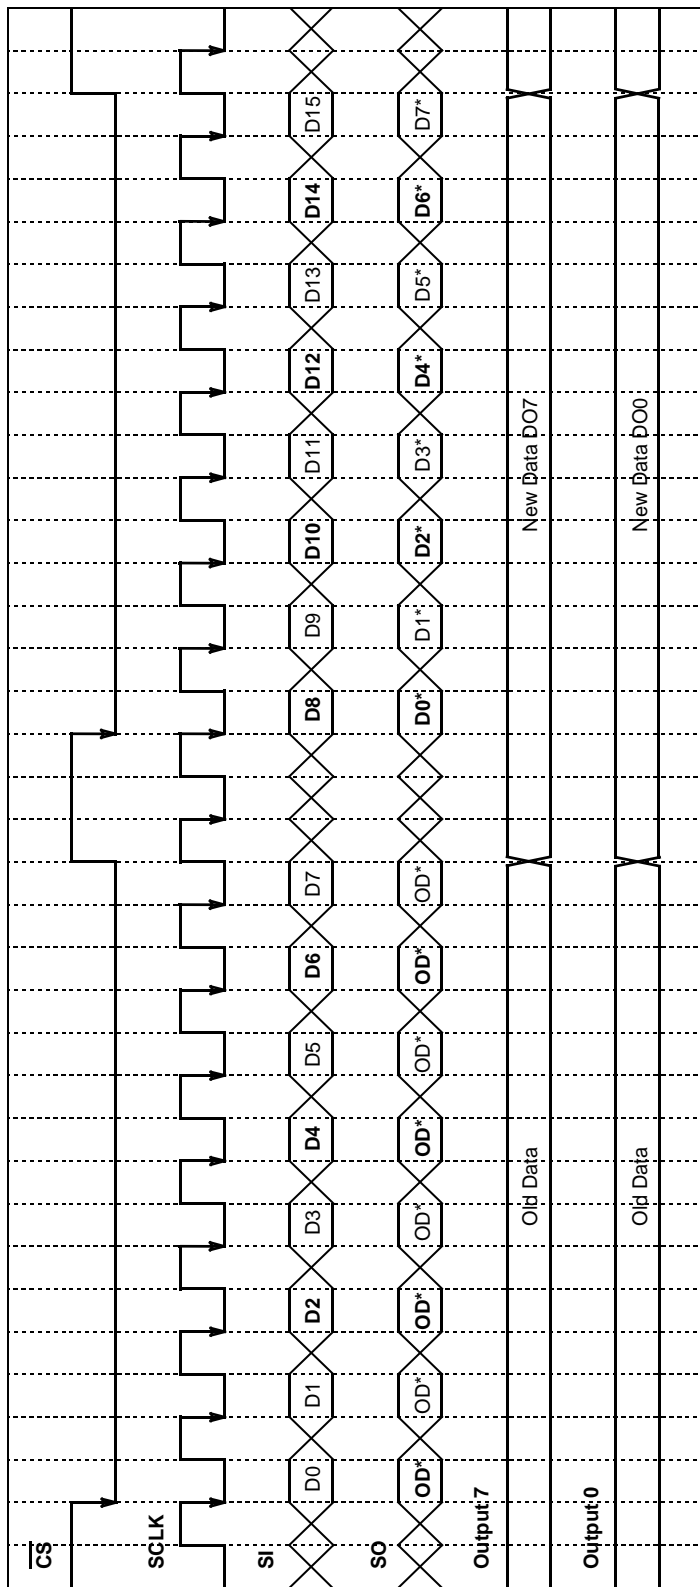 CS
SCLK
SI
D0 D1 D2 D3 D4 D5 D6 D7 D8 D9 D10 D11 D12 D13 D14 D15
SO
OD* OD* OD* OD* OD* OD* OD* OD* D0* D1* D2* D3* D4* D5* D6* D7*
Output 7
Old Data New Data DO7
Output 0
Old Data New Data DO0